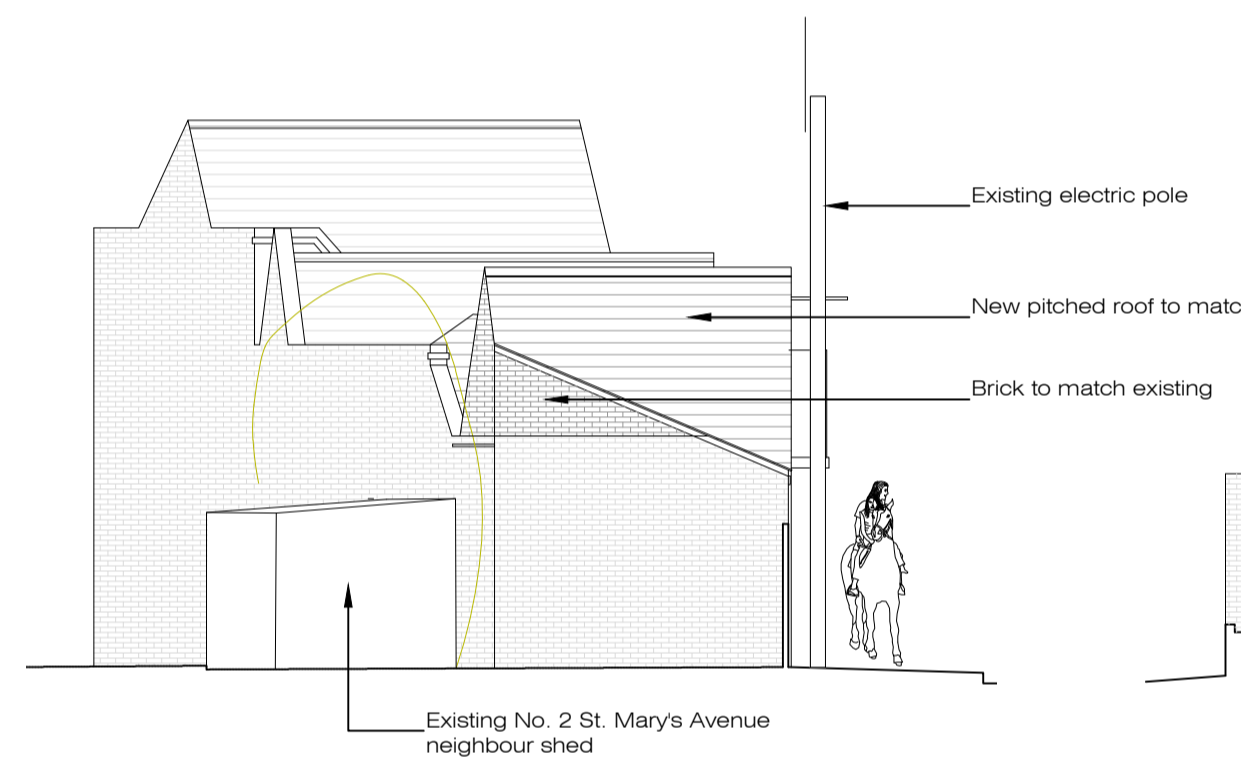 Existing electric pole
New pitched roof to matc
Brick to match existing
Existing No. 2 St. Mary's Avenue
neighbour shed